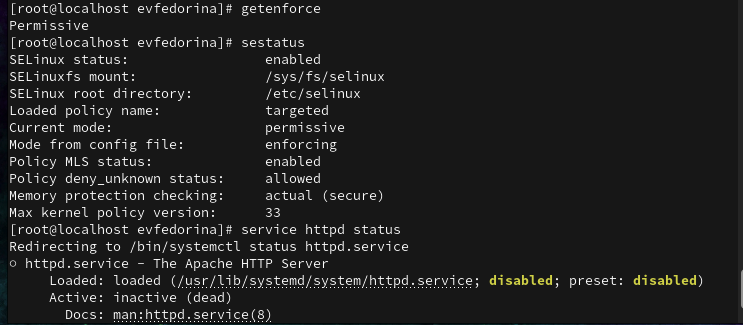 [root@localhost evfedorina]# getenforce
Permissive
[root@localhost evfedorina]# sestatus
SELinux status:                 enabled
SELinuxfs mount:                /sys/fs/selinux
SELinux root directory:         /etc/selinux
Loaded policy name:             targeted
Current mode:                   permissive
Mode from config file:          enforcing
Policy MLS status:              enabled
Policy deny_unknown status:     allowed
Memory protection checking:     actual (secure)
Max kernel policy version:      33
[root@localhost evfedorina]# service httpd status
Redirecting to /bin/systemctl status httpd.service
○ httpd.service - The Apache HTTP Server
     Loaded: loaded (/usr/lib/systemd/system/httpd.service; disabled; preset: disabled)
     Active: inactive (dead)
       Docs: man:httpd.service(8)